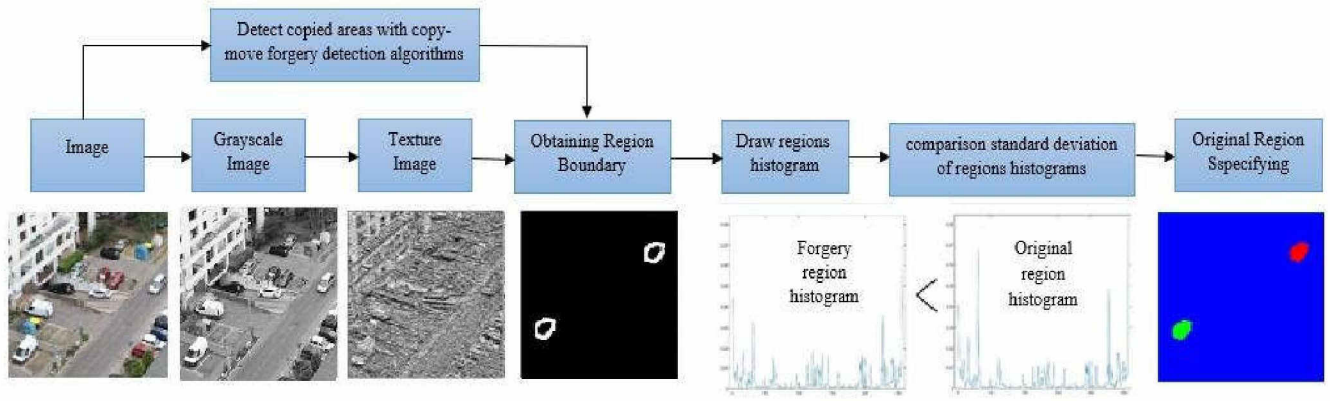 Detect copied areas with copy-
move forgery detection algorithms
Image
Grayscale
Image
Texture
Image
Obtaining Region
Boundary
Draw regions
histogram
comparison standard deviation
of regions histograms
Original Region
Sspecifying
Forgery
region
histogram
<
Original
region
histogram